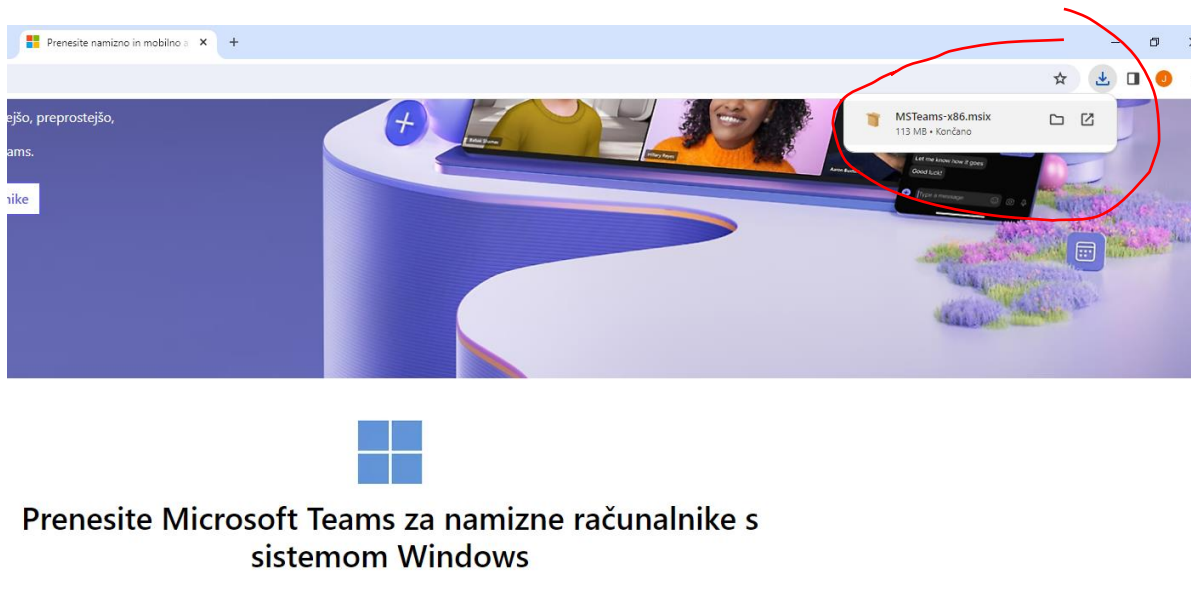 Prenesite namizno in mobilno a
ejšo, preprostejšo,
ams.
nike
MSTeams-x86.msix
113 MB • Končano
J
Let me know how it goes
Good luck!
Type a message
Prenesite Microsoft Teams za namizne računalnike s
sistemom Windows